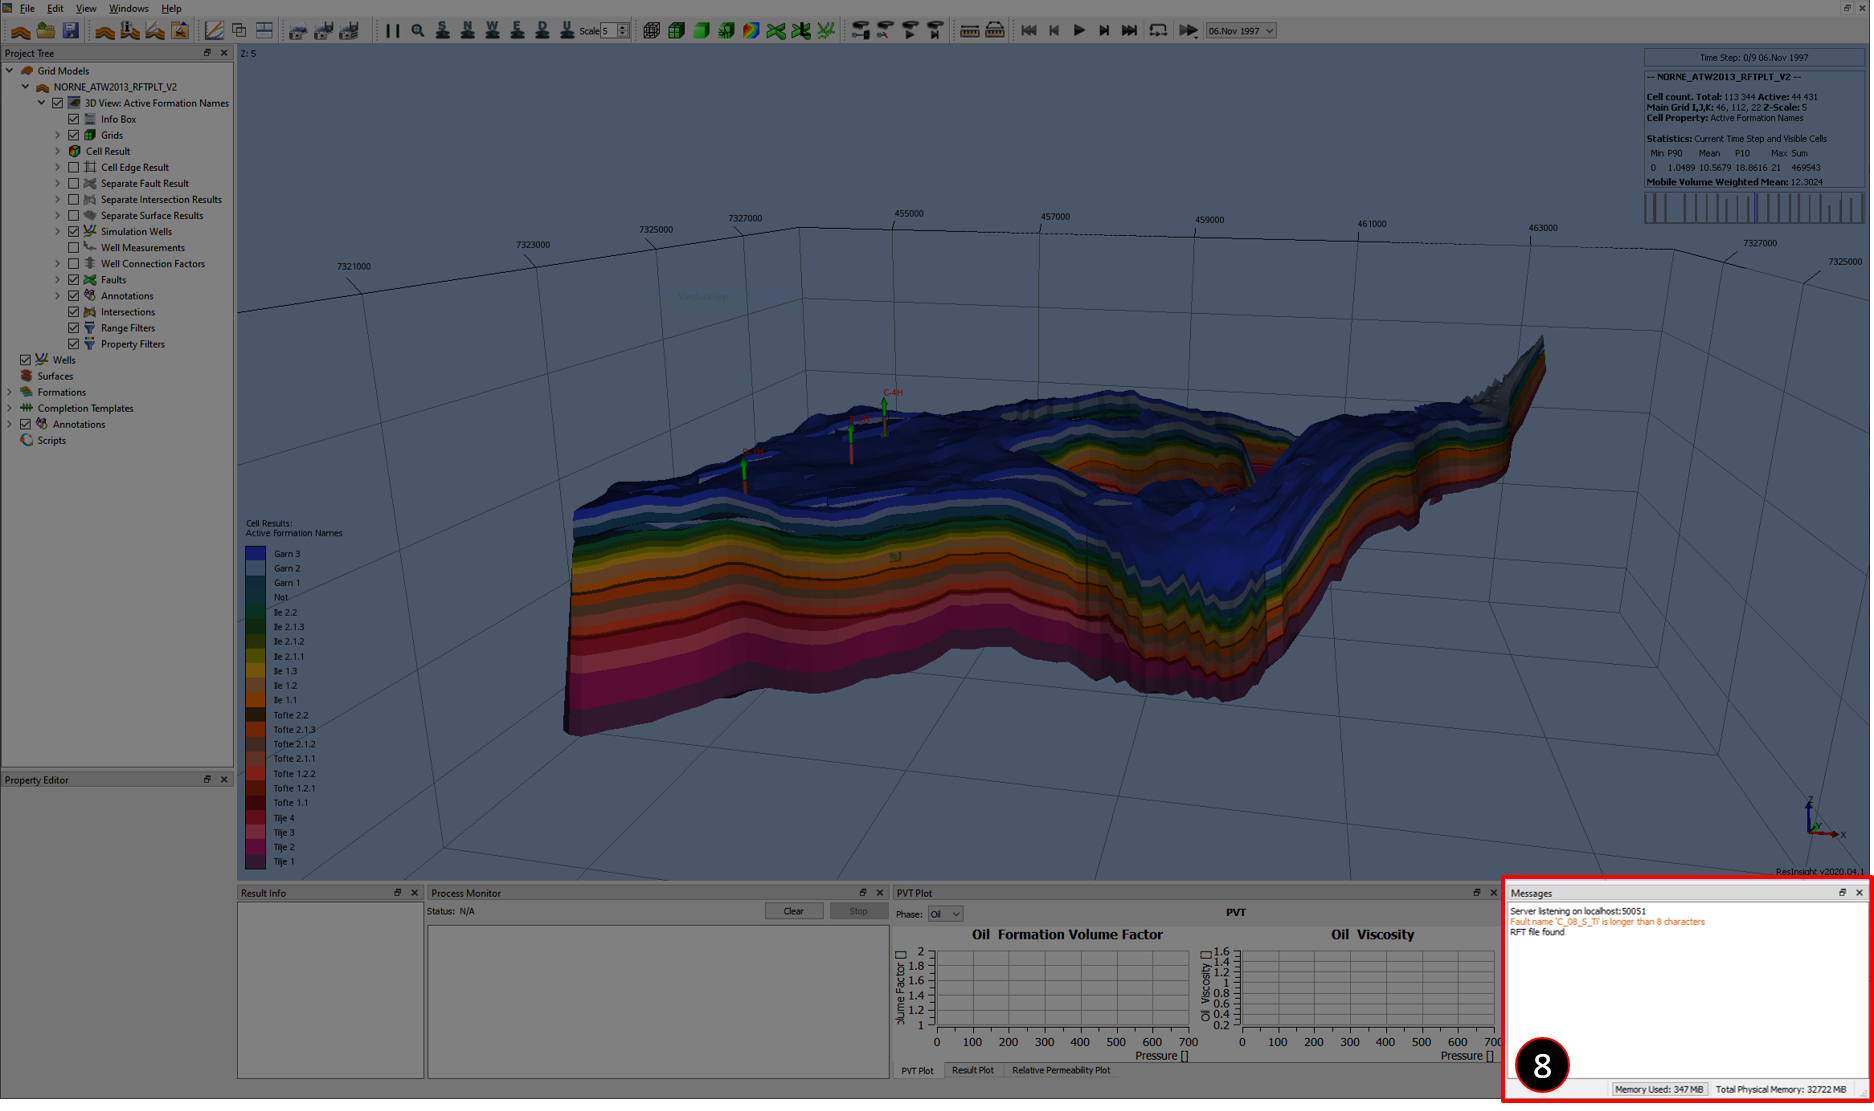 File Edit View Windows Help
S N W E D U Scale 5 06.Nov 1997
Project Tree
Grid Models
NORNE_ATW2013_RFTPLT_V2
3D View: Active Formation Names
Info Box
Grids
Cell Result
Cell Edge Result
Separate Fault Result
Separate Intersection Results
Separate Surface Results
Simulation Wells
Well Measurements
Well Connection Factors
Faults
Annotations
Intersections
Range Filters
Property Filters
Wells
Surfaces
Formations
Completion Templates
Annotations
Scripts
Property Editor
Z: 5
Time Step: 0/9 06.Nov 1997
-- NORNE_ATW2013_RFTPLT_V2 --
Cell count. Total: 113 344 Active: 44 431
Main Grid I,J,K: 46, 112, 22 Z-Scale: 5
Cell Property: Active Formation Names
Statistics: Current Time Step and Visible Cells
Min P90 Mean P10 Max Sum
0 1.0489 10.5679 18.8616 21 469543
Mobile Volume Weighted Mean: 12.3024
7321000
7323000
7325000
7327000
455000
457000
459000
461000
463000
7327000
7325000
C-4H
Cell Results:
Active Formation Names
Garn 3
Garn 2
Garn 1
Not
Ile 2.2
Ile 2.1.3
Ile 2.1.2
Ile 2.1.1
Ile 1.3
Ile 1.2
Ile 1.1
Tofte 2.2
Tofte 2.1.3
Tofte 2.1.2
Tofte 2.1.1
Tofte 1.2.2
Tofte 1.2.1
Tofte 1.1
Tilje 4
Tilje 3
Tilje 2
Tilje 1
Z
Y
X
ResInsight v2020.04.1
Result Info
Process Monitor
Status: N/A Clear Stop
PVT Plot
Phase: Oil
PVT
Oil Formation Volume Factor
2
1.8
1.6
1.4
1.2
1
0 100 200 300 400 500 600 700
Pressure []
Oil Viscosity
Oil Viscosity []
1.6
1.4
1.2
1
0.8
0.6
0.4
0.2
0 100 200 300 400 500 600
Pressure []
PVT Plot Result Plot Relative Permeability Plot
Messages
Server listening on localhost:50051
Fault name 'C_08_S_Ti' is longer than 8 characters
RFT file found
8
Memory Used: 347 MiB Total Physical Memory: 32722 MiB